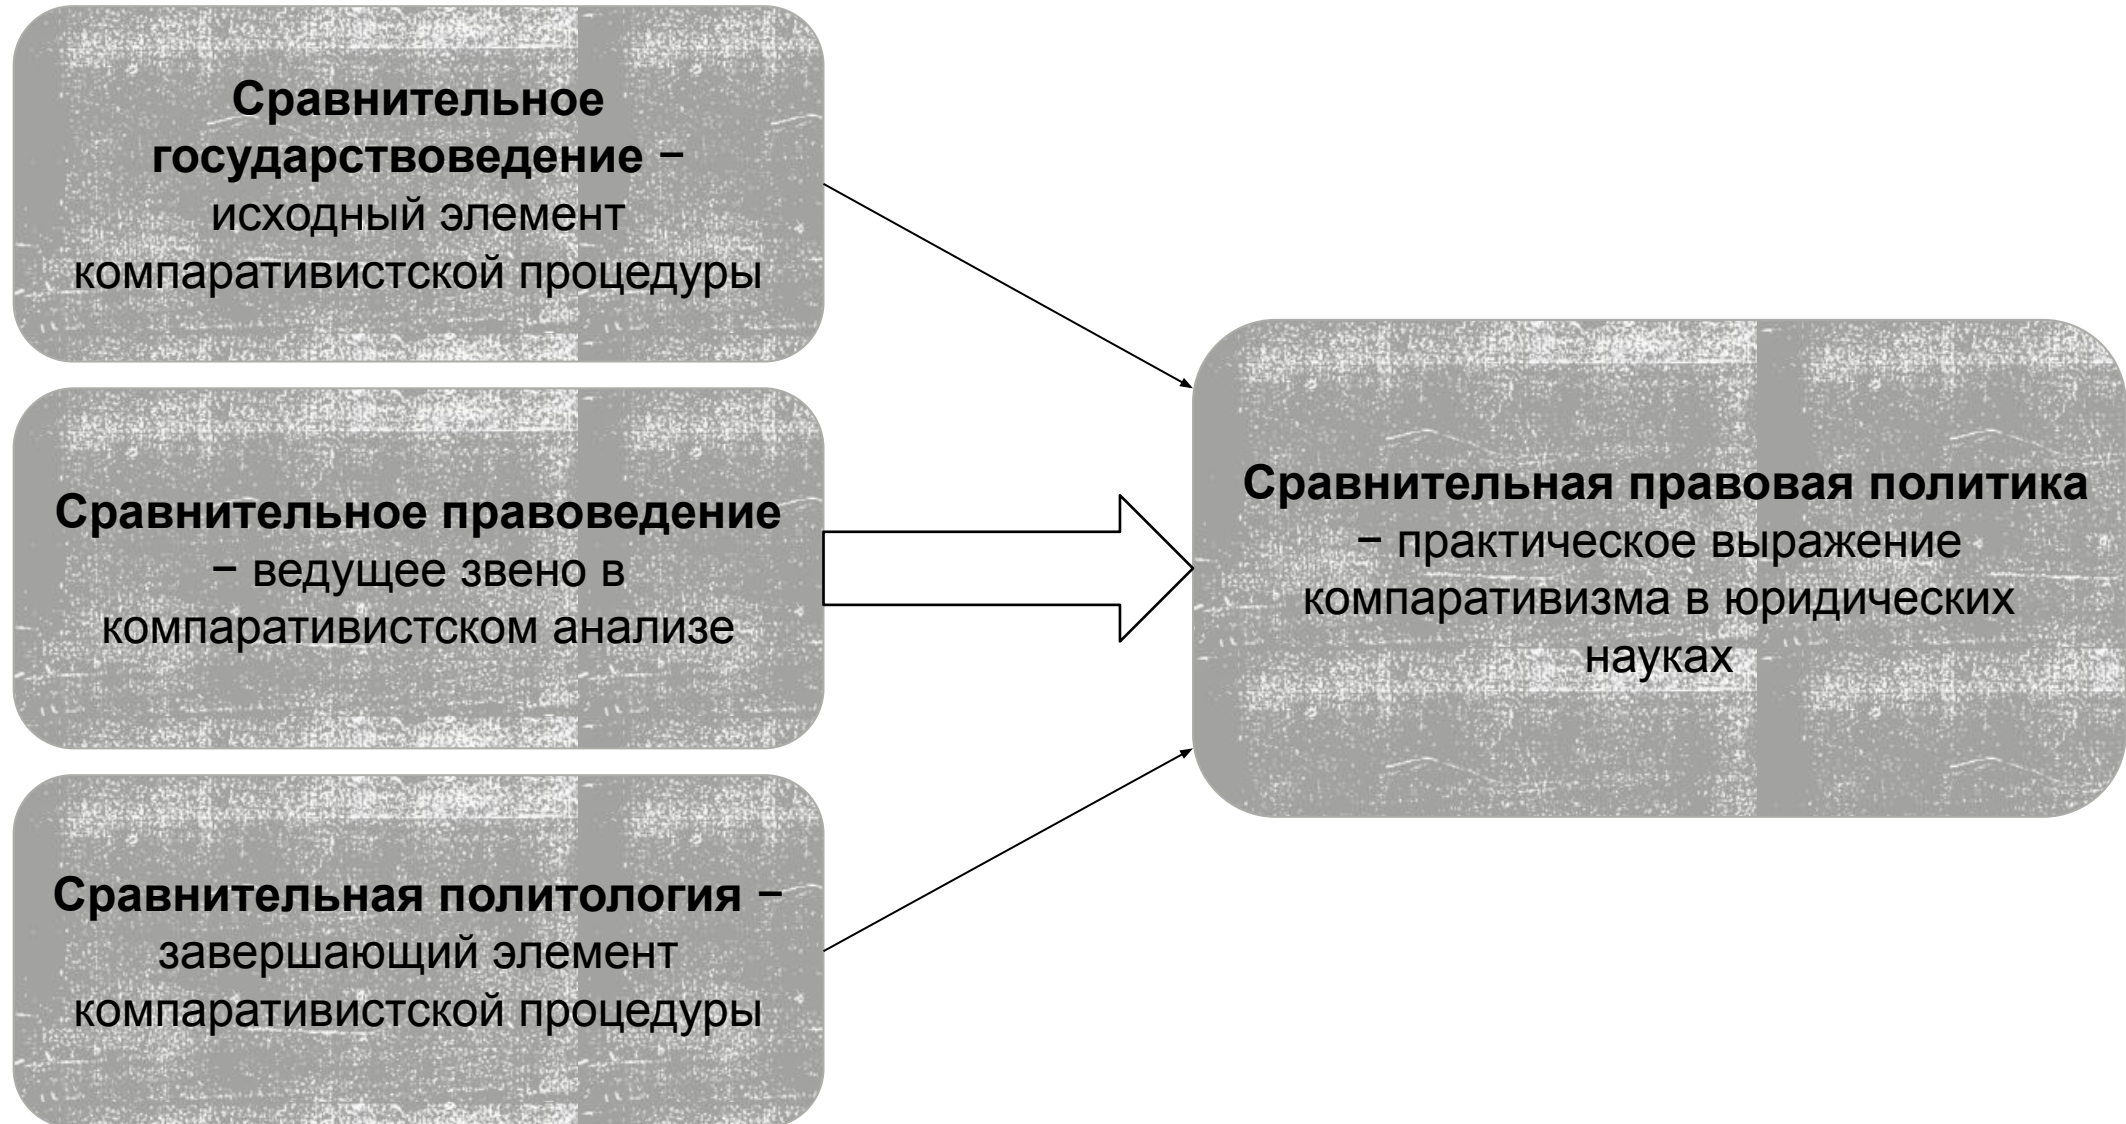 Сравнительное
государствоведение –
исходный элемент
компаративистской процедуры
Сравнительное правоведение
– ведущее звено в
компаративистском анализе
Сравнительная политология –
завершающий элемент
компаративистской процедуры
Сравнительная правовая политика
– практическое выражение
компаративизма в юридических
науках